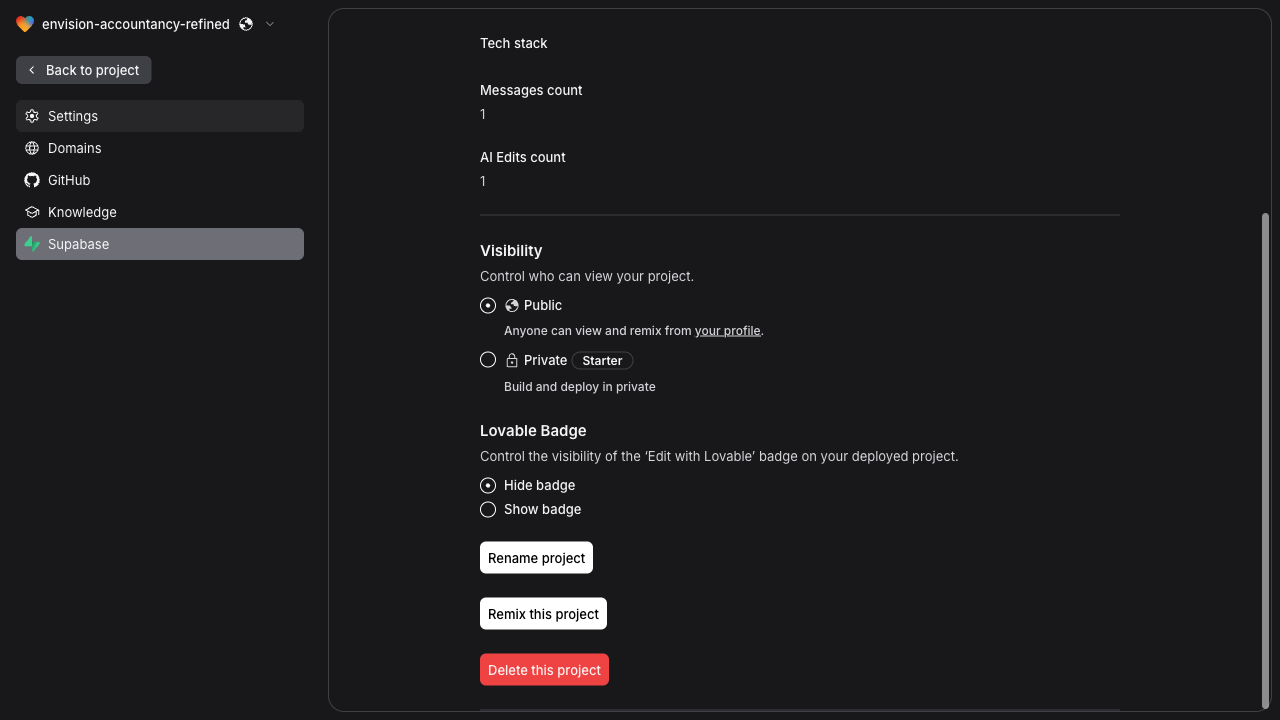 envision-accountancy-refined
Back to project
Settings
Domains
GitHub
Knowledge
Supabase
Tech stack
Messages count
1
AI Edits count
1
Visibility
Control who can view your project.
Public
Anyone can view and remix from your profile.
Private Starter
Build and deploy in private
Lovable Badge
Control the visibility of the ‘Edit with Lovable’ badge on your deployed project.
Hide badge
Show badge
Rename project
Remix this project
Delete this project